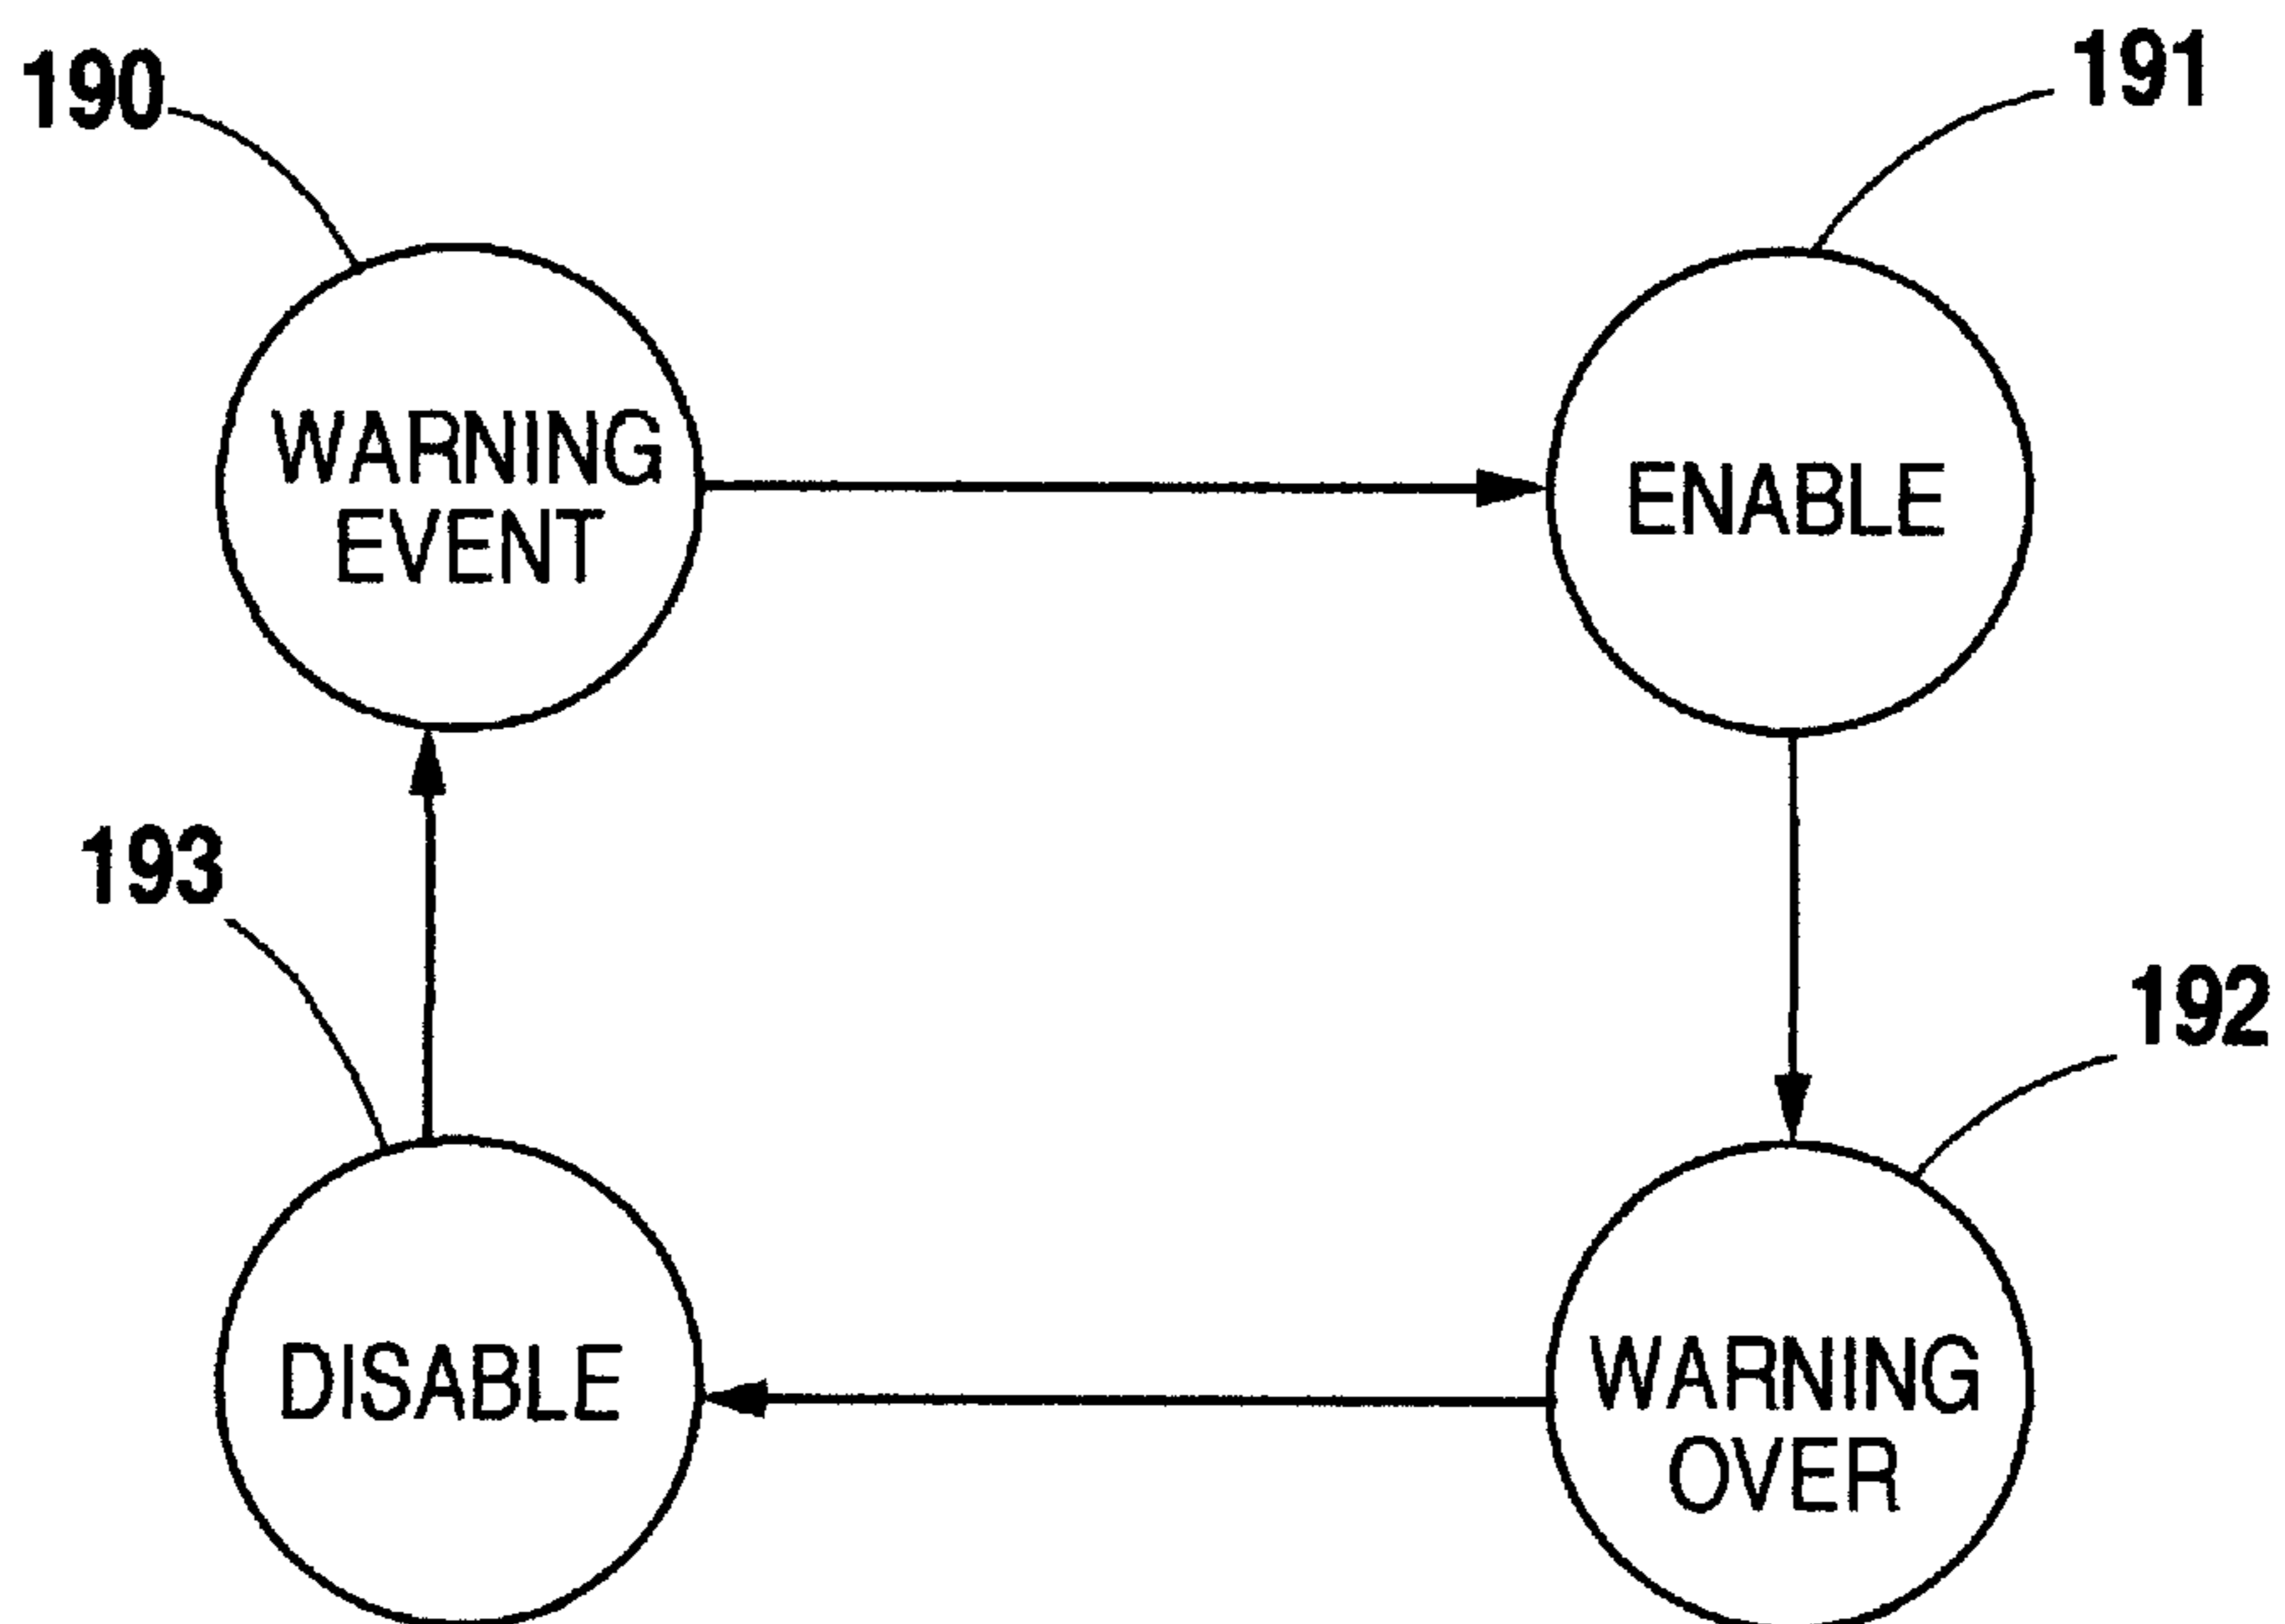 190
191
WARNING
EVENT
ENABLE
193
192
DISABLE
WARNING
OVER